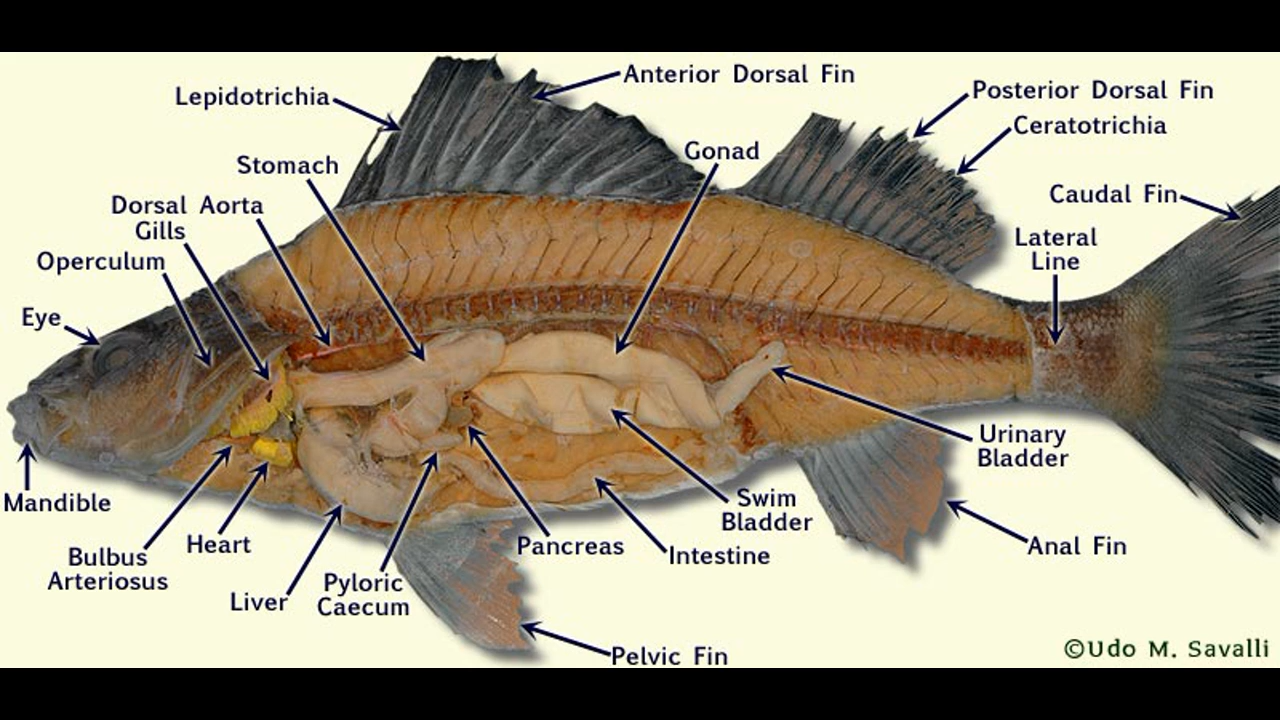 Anterior Dorsal Fin
Lepidotrichia
Posterior Dorsal Fin
Ceratotrichia
Gonad
Stomach
Caudal Fin
Dorsal Aorta
Gills
Lateral
Line
Operculum
Eye
Urinary
Bladder
Mandible
Swim
Bladder
Heart
Pancreas
Intestine
Anal Fin
Bulbus
Arteriosus
Liver
Pyloric
Caecum
Pelvic Fin
©Udo M. Savalli